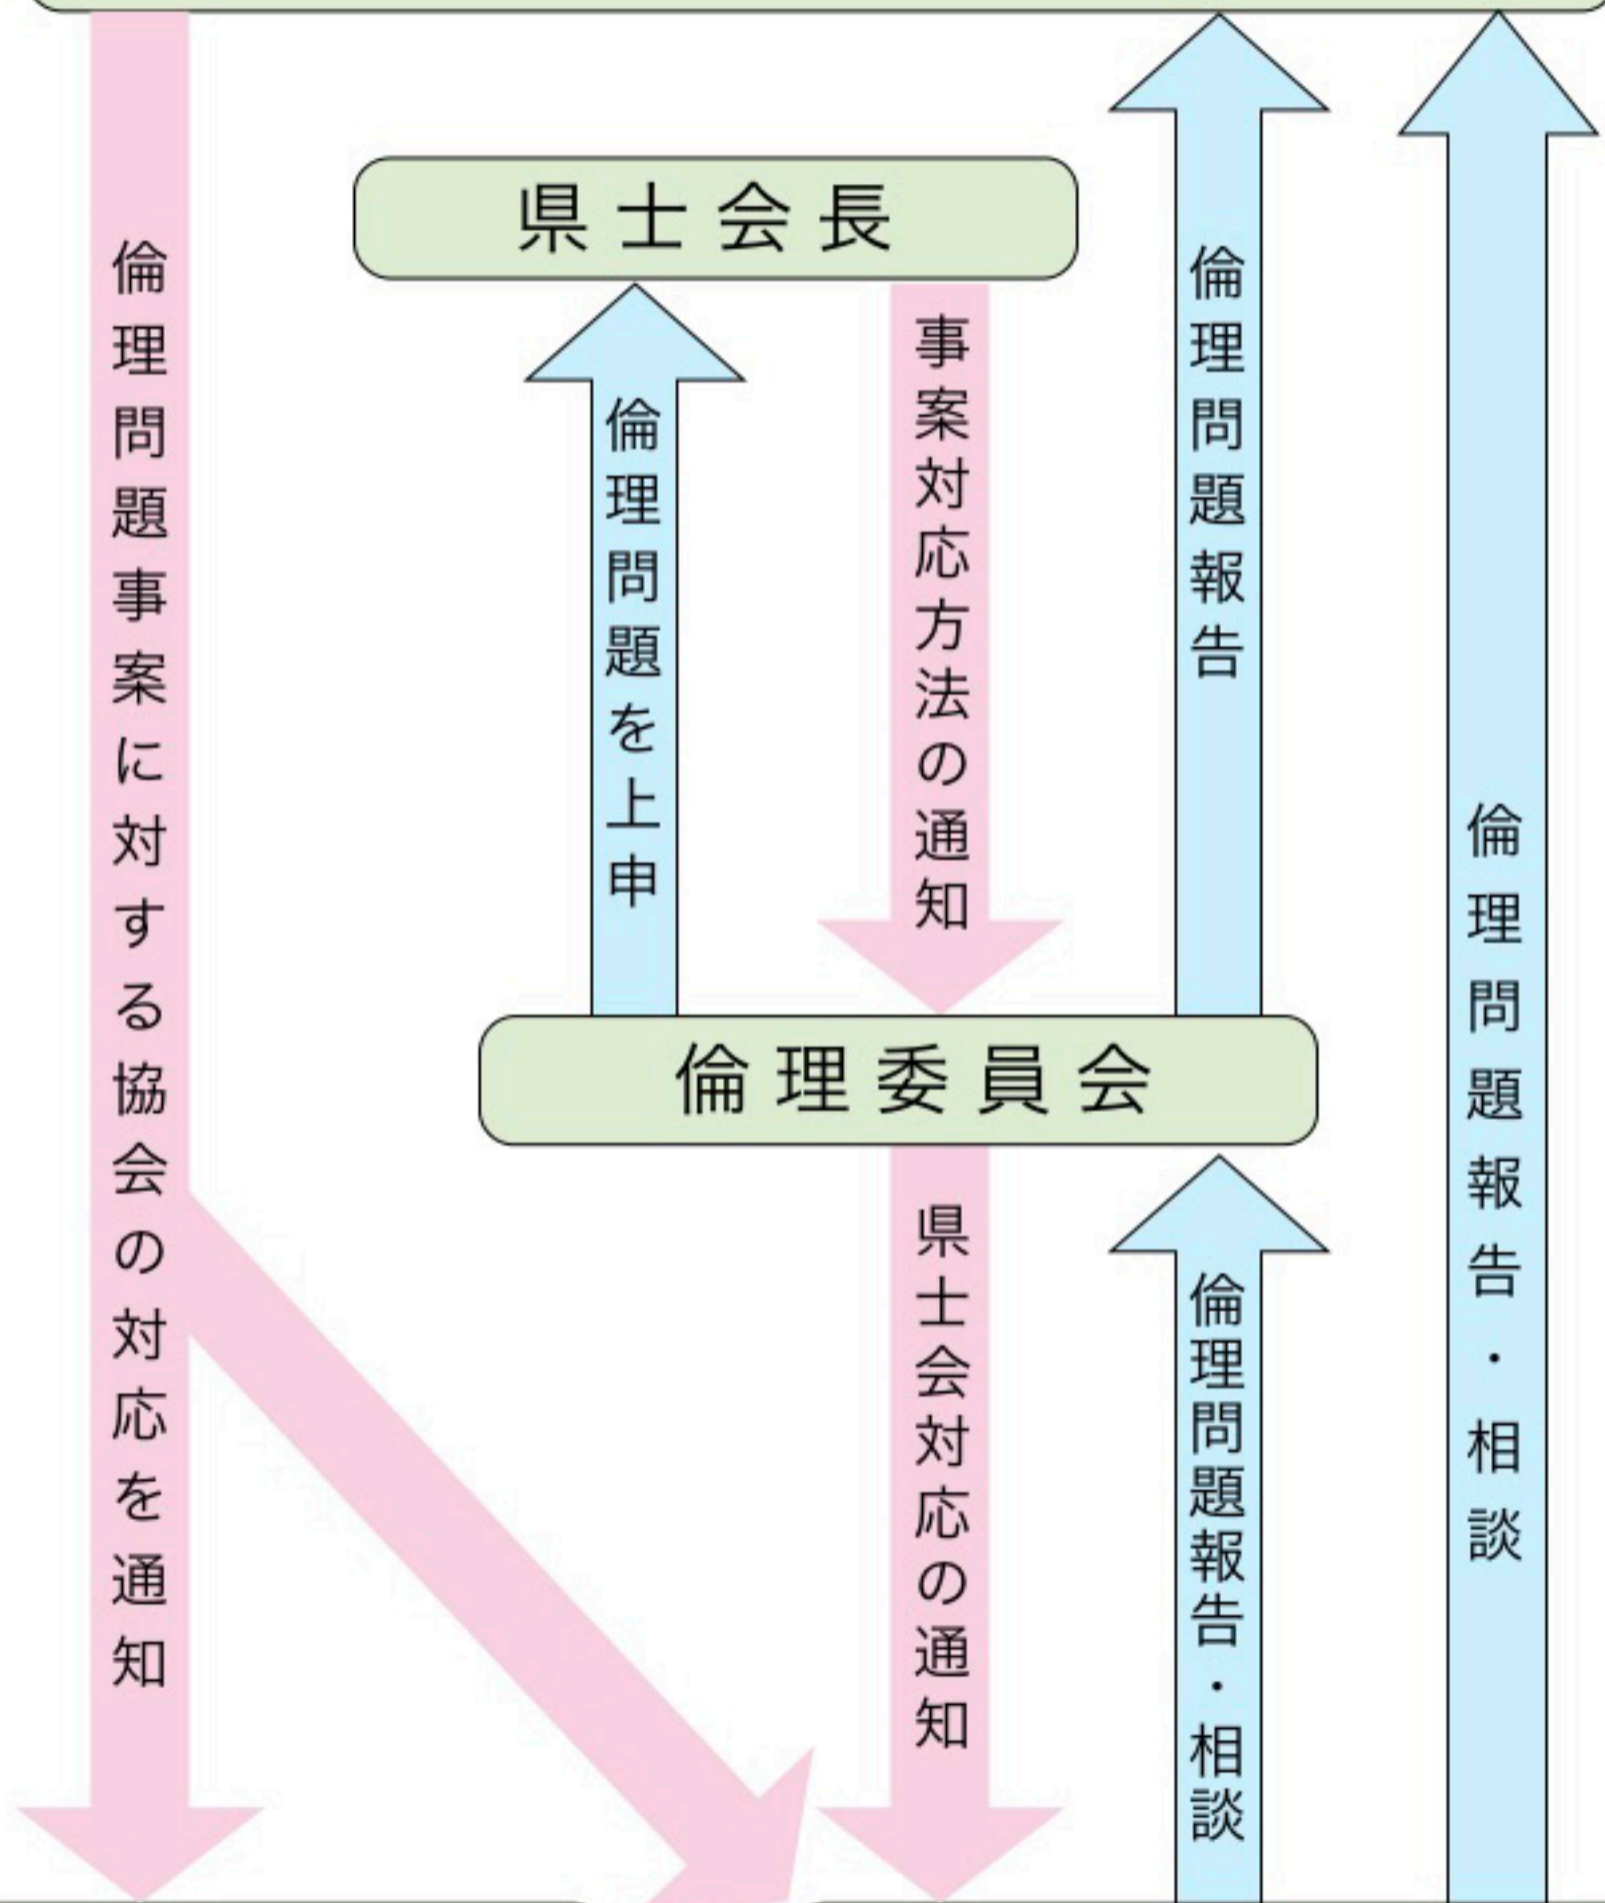 倫理問題事案に対する協会の対応を通知
県士会長
倫理問題を上申
事案対応方法の通知
倫理問題報告
倫理問題報告・相談
倫理委員会
県士会対応の通知
倫理問題報告・相談